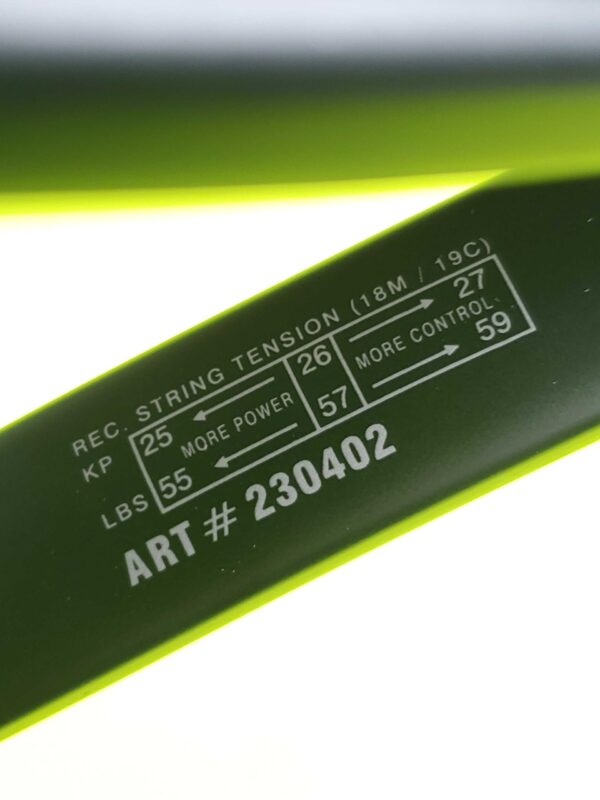 REC. STRING TENSION (18M / 19C)
KP 25 26 27
MORE POWER MORE CONTROL
LBS 55 57 59
ART # 230402